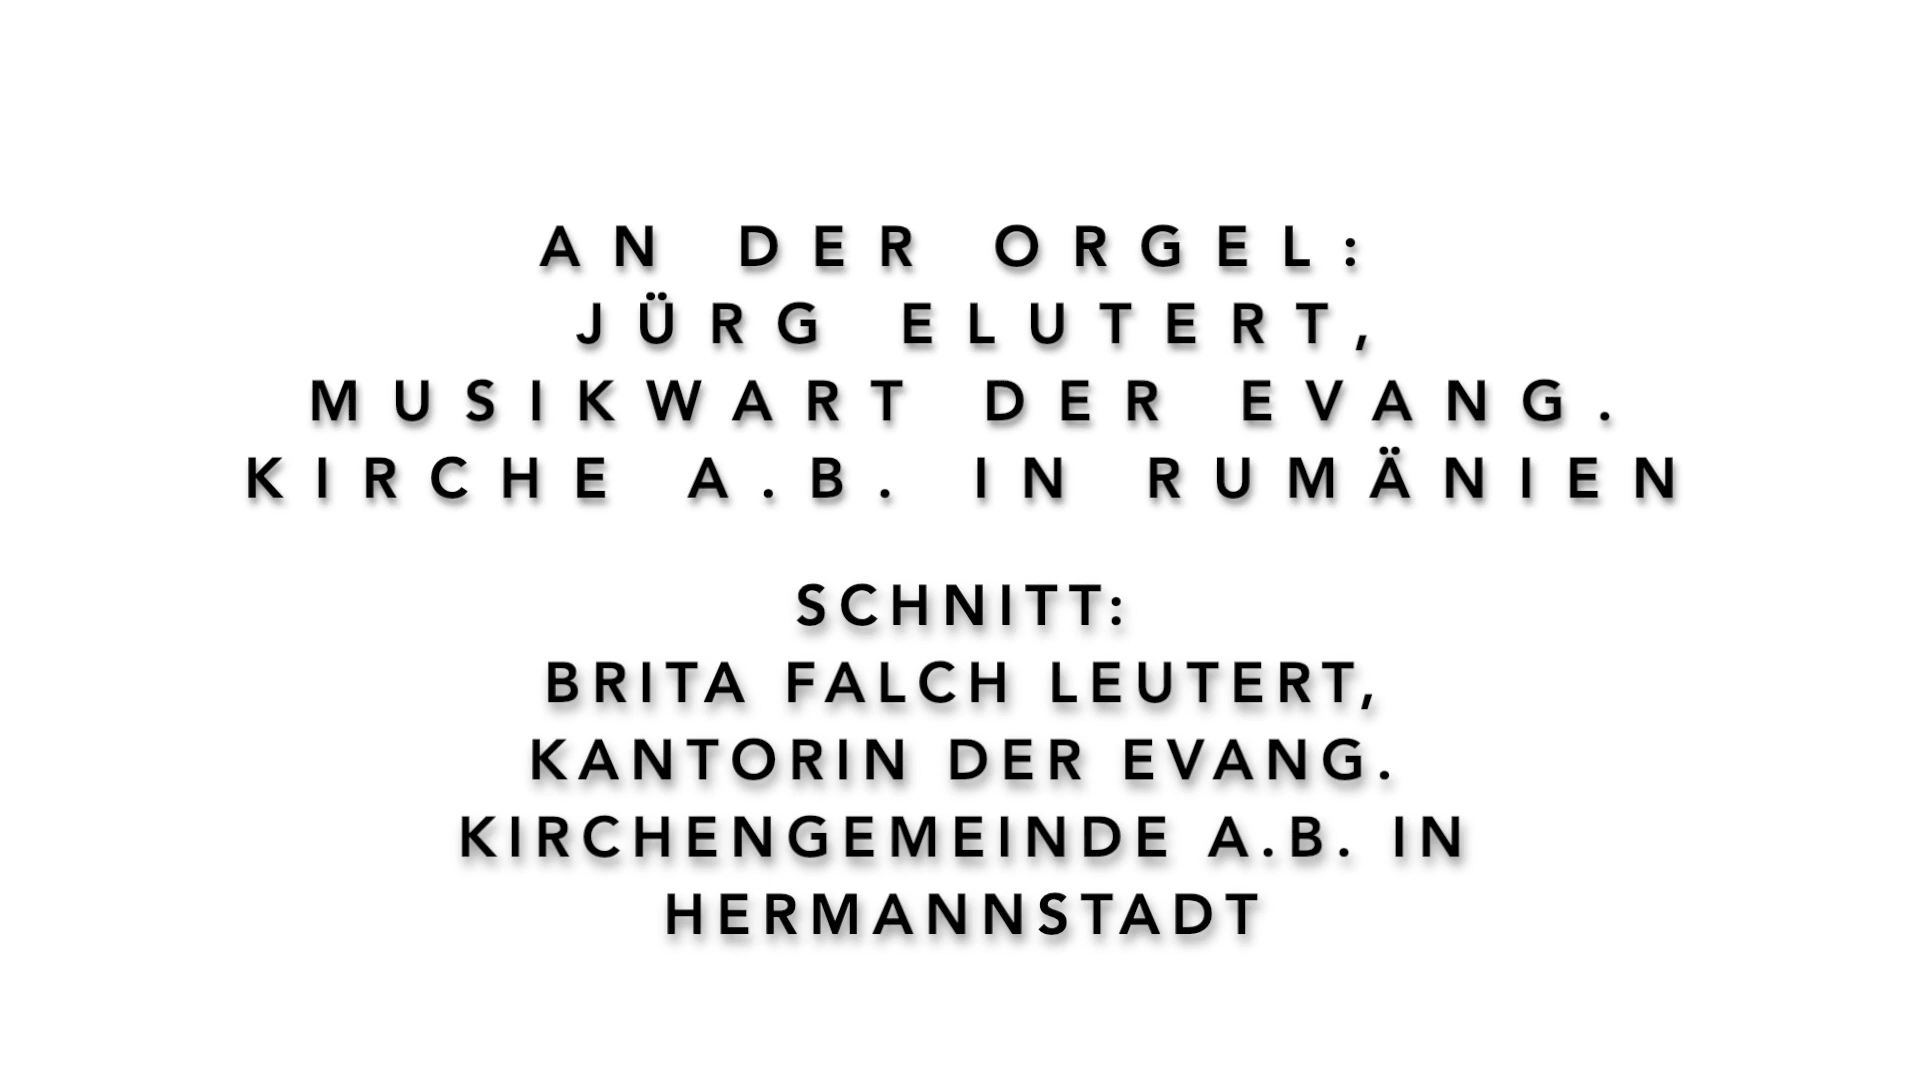 AN DER ORGEL:
JÜRG ELUTERT,
MUSIKWART DER EVANG.
KIRCHE A.B. IN RUMÄNIEN
SCHNITT:
BRITA FALCH LEUTERT,
KANTORIN DER EVANG.
KIRCHENGEMEINDE A.B. IN
HERMANNSTADT